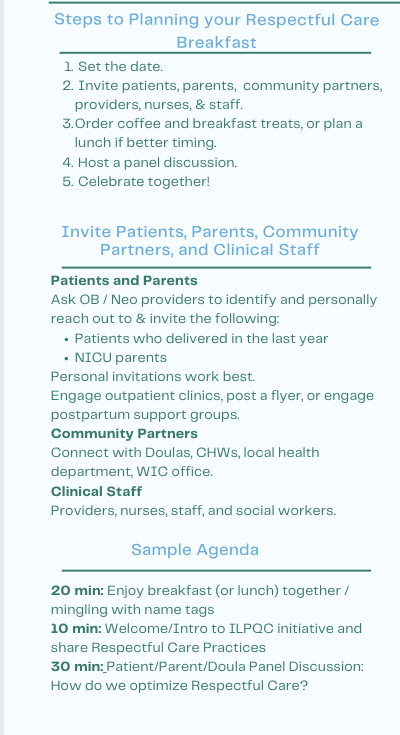 Steps to Planning your Respectful Care
Breakfast
1. Set the date.
2. Invite patients, parents, community partners,
providers, nurses, & staff.
3.Order coffee and breakfast treats, or plan a
lunch if better timing.
4. Host a panel discussion.
5. Celebrate together!
Invite Patients, Parents, Community
Partners, and Clinical Staff
Patients and Parents
Ask OB / Neo providers to identify and personally
reach out to & invite the following:
• Patients who delivered in the last year
• NICU parents
Personal invitations work best.
Engage outpatient clinics, post a flyer, or engage
postpartum support groups.
Community Partners
Connect with Doulas, CHWs, local health
department, WIC office.
Clinical Staff
Providers, nurses, staff, and social workers.
Sample Agenda
20 min: Enjoy breakfast (or lunch) together /
mingling with name tags
10 min: Welcome/Intro to ILPQC initiative and
share Respectful Care Practices
30 min: Patient/Parent/Doula Panel Discussion:
How do we optimize Respectful Care?